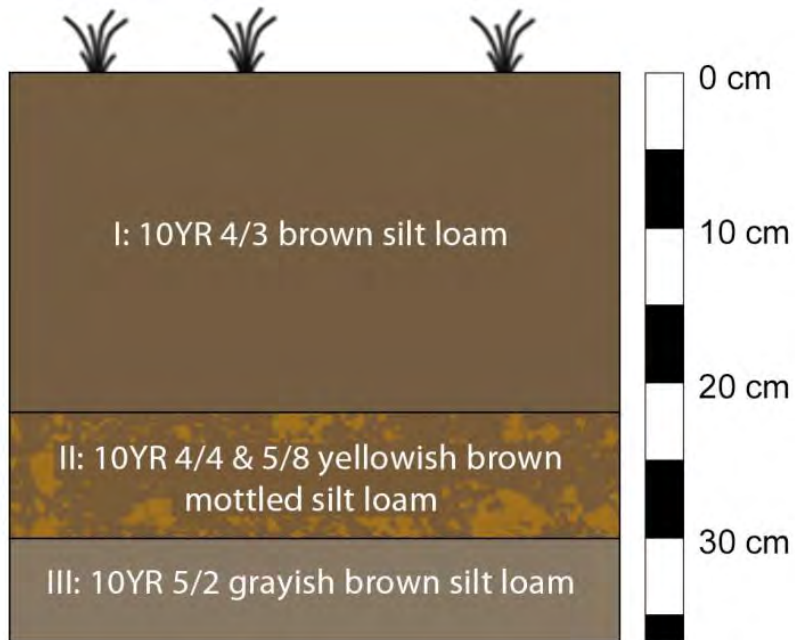 0 cm
I: 10YR 4/3 brown silt loam
10 cm
20 cm
II: 10YR 4/4 & 5/8 yellowish brown
mottled silt loam
30 cm
III: 10YR 5/2 grayish brown silt loam